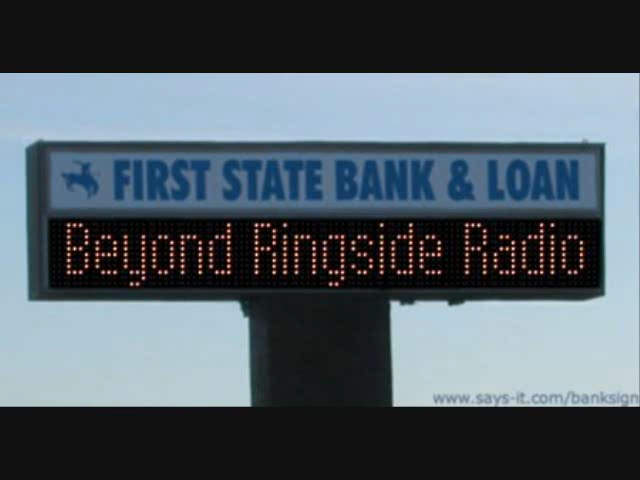 FIRST STATE BANK & LOAN
Beyond Ringside Radio
www.says-it.com/banksign